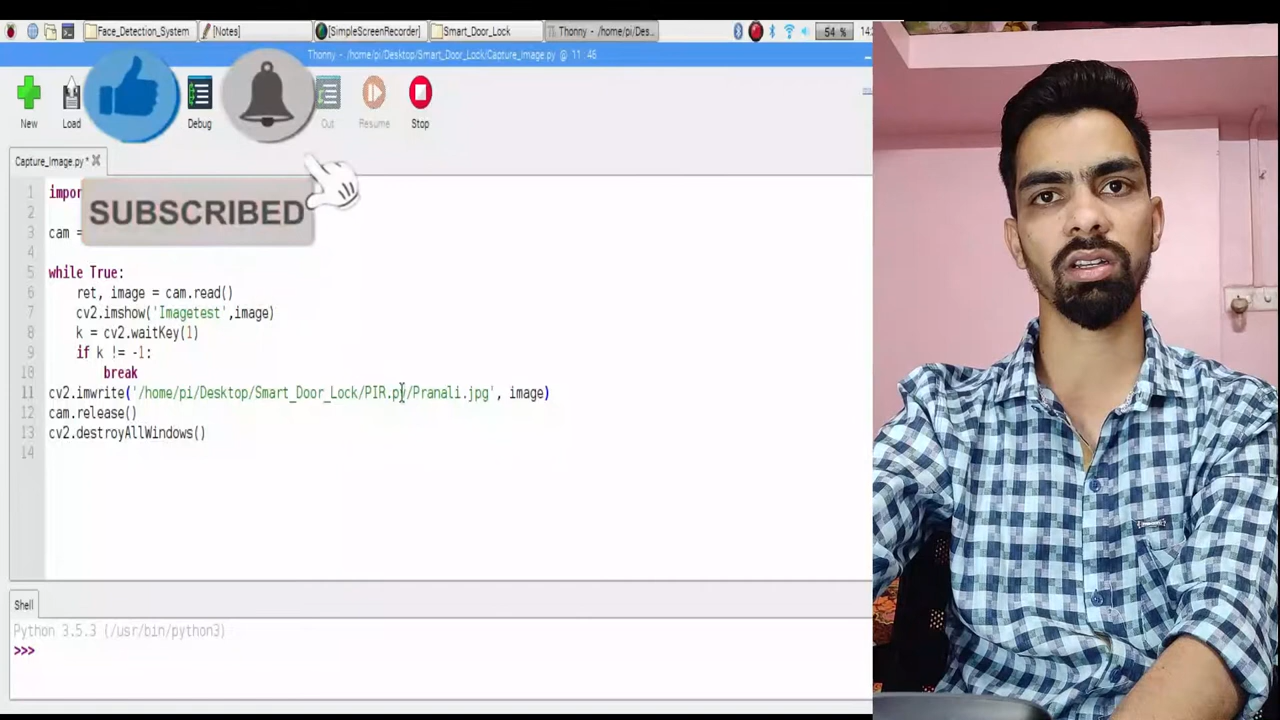 Face_Detection_System
[Notes]
[SimpleScreenRecorder]
Smart_Door_Lock
Thonny - /home/pi/Des...
54 %
Thonny - /home/pi/Desktop/Smart_Door_Lock/Capture_Image.py @ 11 : 46
New
Load
Debug
Out
Resume
Stop
Capture_Image.py *
SUBSCRIBED
1 impor
2
3 cam =
4
5 while True:
6 ret, image = cam.read()
7 cv2.imshow('Imagetest',image)
8 k = cv2.waitKey(1)
9 if k != -1:
10 break
11 cv2.imwrite('/home/pi/Desktop/Smart_Door_Lock/PIR.py/Pranali.jpg', image)
12 cam.release()
13 cv2.destroyAllWindows()
14
Shell
Python 3.5.3 (/usr/bin/python3)
>>>